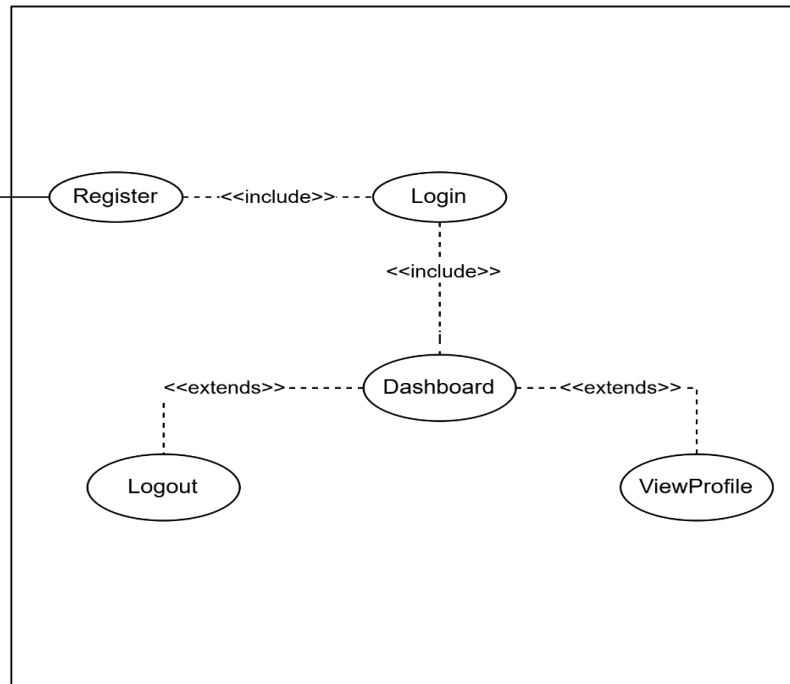 Register
<<include>>
Login
<<include>>
<<extends>>
Dashboard
<<extends>>
Logout
ViewProfile